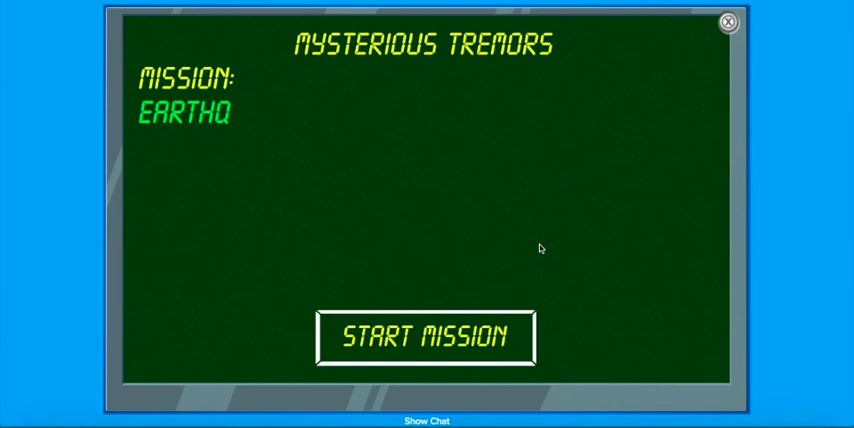 MYSTERIOUS TREMORS
MISSION:
EARTHQ
START MISSION
Show Chat